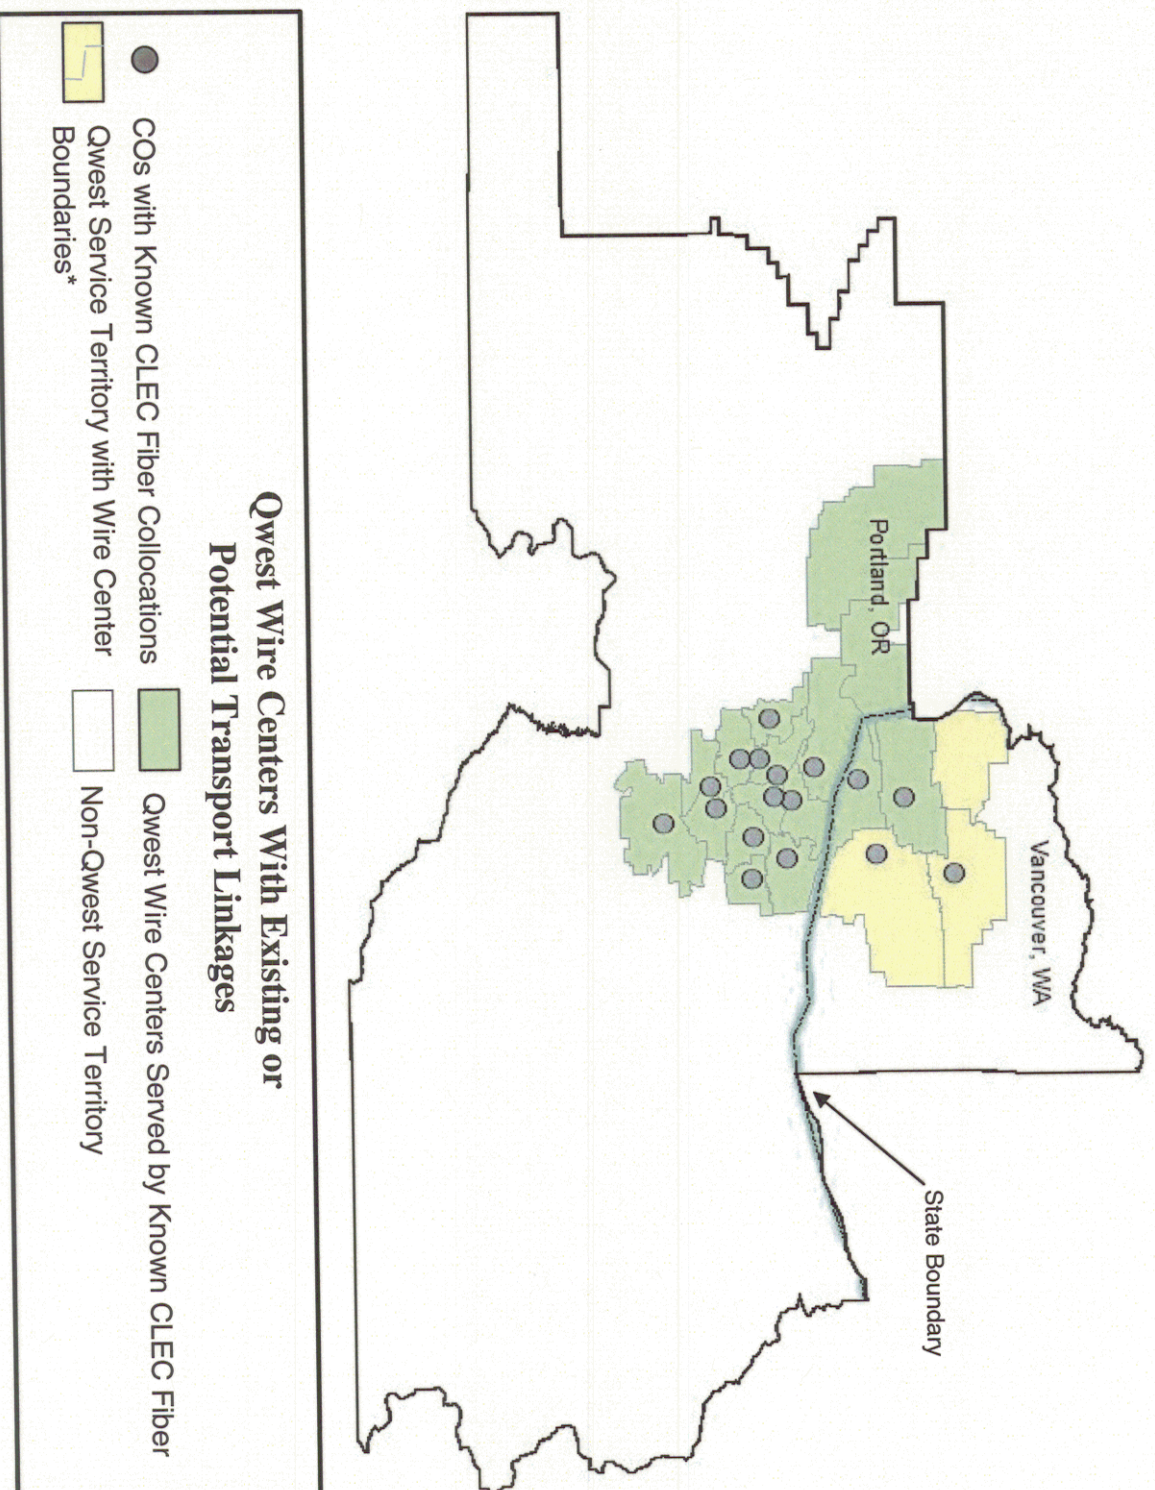 Vancouver, WA
State Boundary
Portland, OR
Qwest Wire Centers With Existing or
Potential Transport Linkages
COs with Known CLEC Fiber Collocations
Qwest Wire Centers Served by Known CLEC Fiber
Qwest Service Territory with Wire Center
Boundaries*
Non-Qwest Service Territory